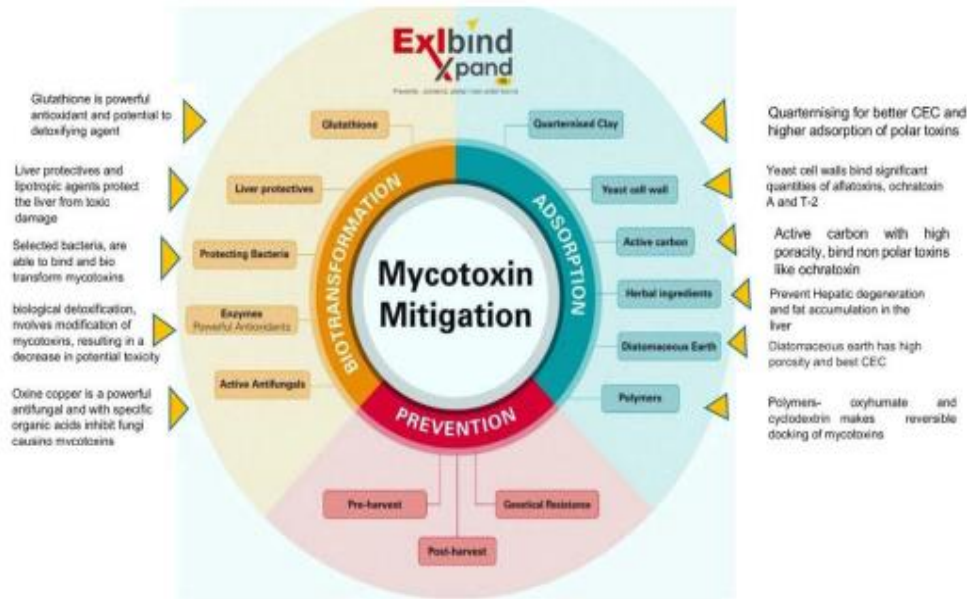 ExIbind
Xpand
Glutathione is powerful
antioxidant and potential to
detoxifying agent
Liver protectives and
lipotropic agents protect
the liver from toxic
damage
Selected bacteria, are
able to bind and bio
transform mycotoxins
biological detoxification,
nvolves modification of
mycotoxins, resulting in a
decrease in potential toxicity
Oxine copper is a powerful
antifungal and with specific
organic acids inhibit fungi
causing mycotoxins
Glutathione
Liver protectives
Protecting Bacteria
Enzymes
Powerful Antioxidents
Active Antifungals
BIOTRANSFORMATION
Mycotoxin
Mitigation
ADSORPTION
PREVENTION
Quarternised Clay
Yeast cell wall
Active carbon
Herbal ingredients
Diatomaceous Earth
Polymers
Pre-harvest
Genetical Resistance
Post-harvest
Quarternising for better CEC and
higher adsorption of polar toxins
Yeast cell walls bind significant
quantities of aflatoxins, ochratoxin
A and T-2
Active carbon with high
poracity, bind non polar toxins
like ochratoxin
Prevent Hepatic degeneration
and fat accumulation in the
liver
Diatomaceous earth has high
porosity and best CEC
Polymers- oxyhumate and
cyclodextrin makes reversible
docking of mycotoxins